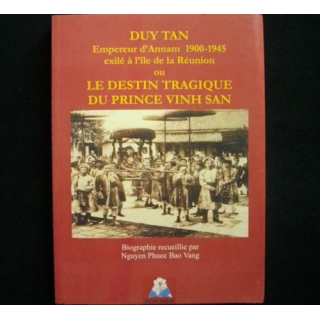 DUY TAN
Empereur d'Annam 1900-1945
exilé à l'île de la Réunion
ou
LE DESTIN TRAGIQUE
DU PRINCE VINH SAN
Biographie recueillie par
Nguyen Phuoc Bao Vang